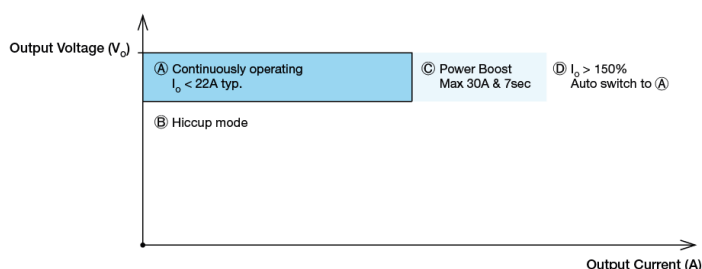 Output Voltage (Vo)
Ⓐ Continuously operating
Io < 22A typ.
Ⓒ Power Boost
Max 30A & 7sec
Ⓓ Io > 150%
Auto switch to Ⓐ
Ⓑ Hiccup mode
Output Current (A)